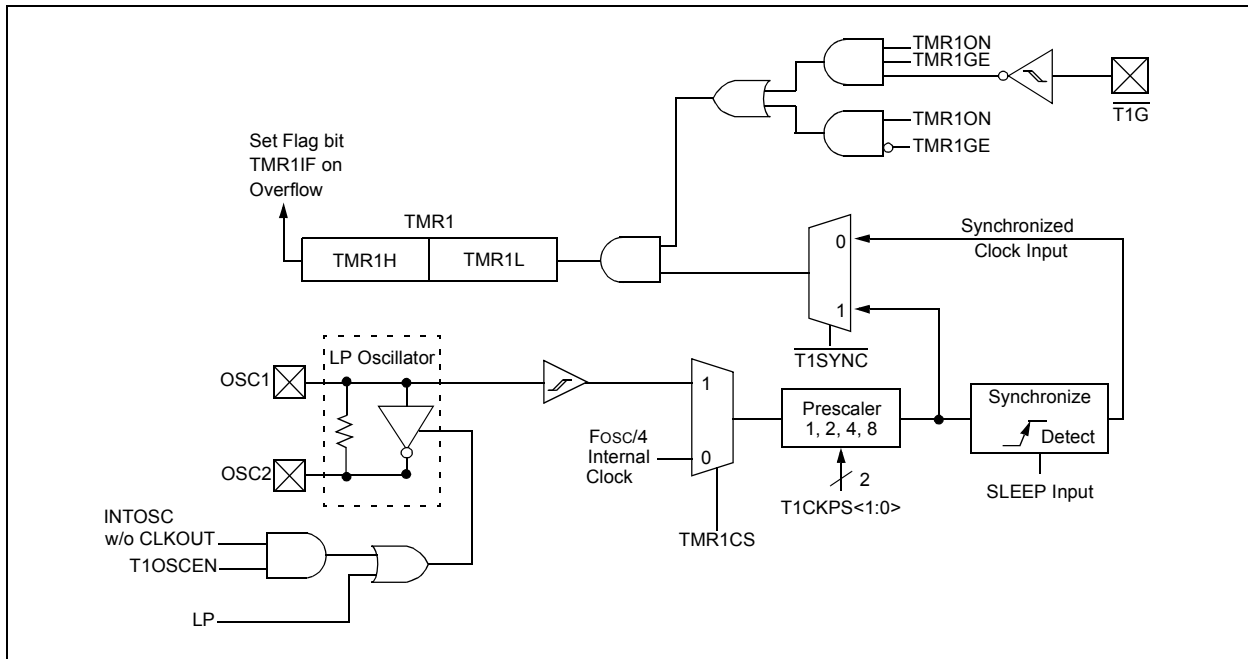 TMR1ON
TMR1GE
T1G
TMR1ON
TMR1GE
Set Flag bit
TMR1IF on
Overflow
TMR1
TMR1H
TMR1L
0
1
Synchronized
Clock Input
T1SYNC
LP Oscillator
OSC1
OSC2
1
0
FOSC/4
Internal
Clock
TMR1CS
Prescaler
1, 2, 4, 8
2
T1CKPS<1:0>
Synchronize
Detect
SLEEP Input
INTOSC
w/o CLKOUT
T1OSCEN
LP